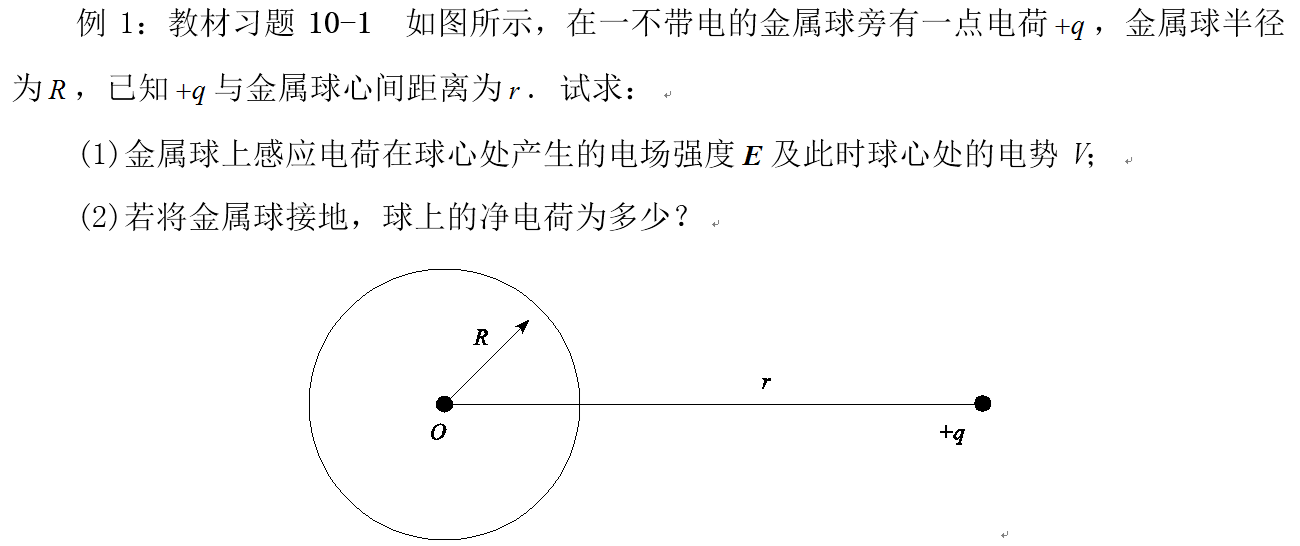 例 1：教材习题 10-1 如图所示，在一不带电的金属球旁有一点电荷+q，金属球半径
为R，已知+q与金属球心间距离为r．试求：
(1)金属球上感应电荷在球心处产生的电场强度E及此时球心处的电势 V;
(2)若将金属球接地，球上的净电荷为多少？
R
r
O
+q